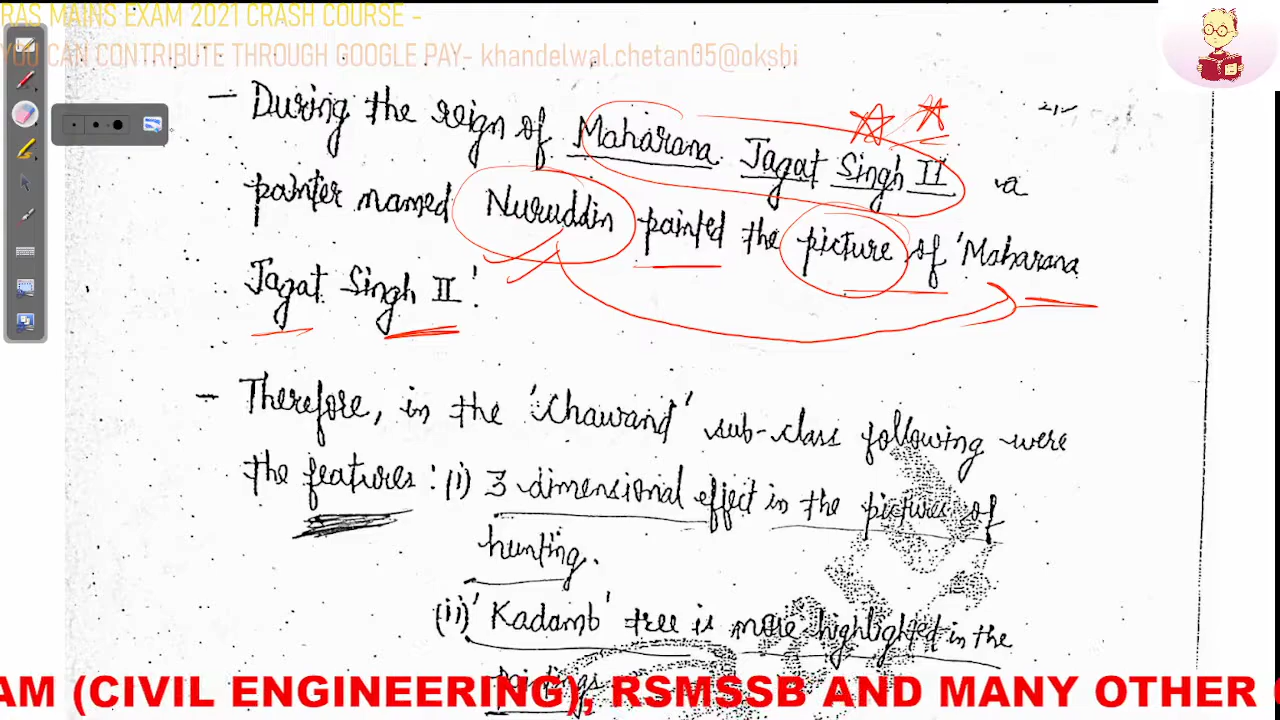 RAS MAINS EXAM 2021 CRASH COURSE -
YOU CAN CONTRIBUTE THROUGH GOOGLE PAY- khandelwal.chetan05@oksbi
- During the reign of Maharana Jagat Singh II a
painter named Nuruddin painted the picture of 'Maharana
Jagat Singh II'.
- Therefore, in the 'Chawand' sub-class following were
the features : (i) 3 dimensional effect in the pictures of
hunting.
(ii) 'Kadamb' tree is more highlighted in the
paintings
AM (CIVIL ENGINEERING), RSMSSB AND MANY OTHER